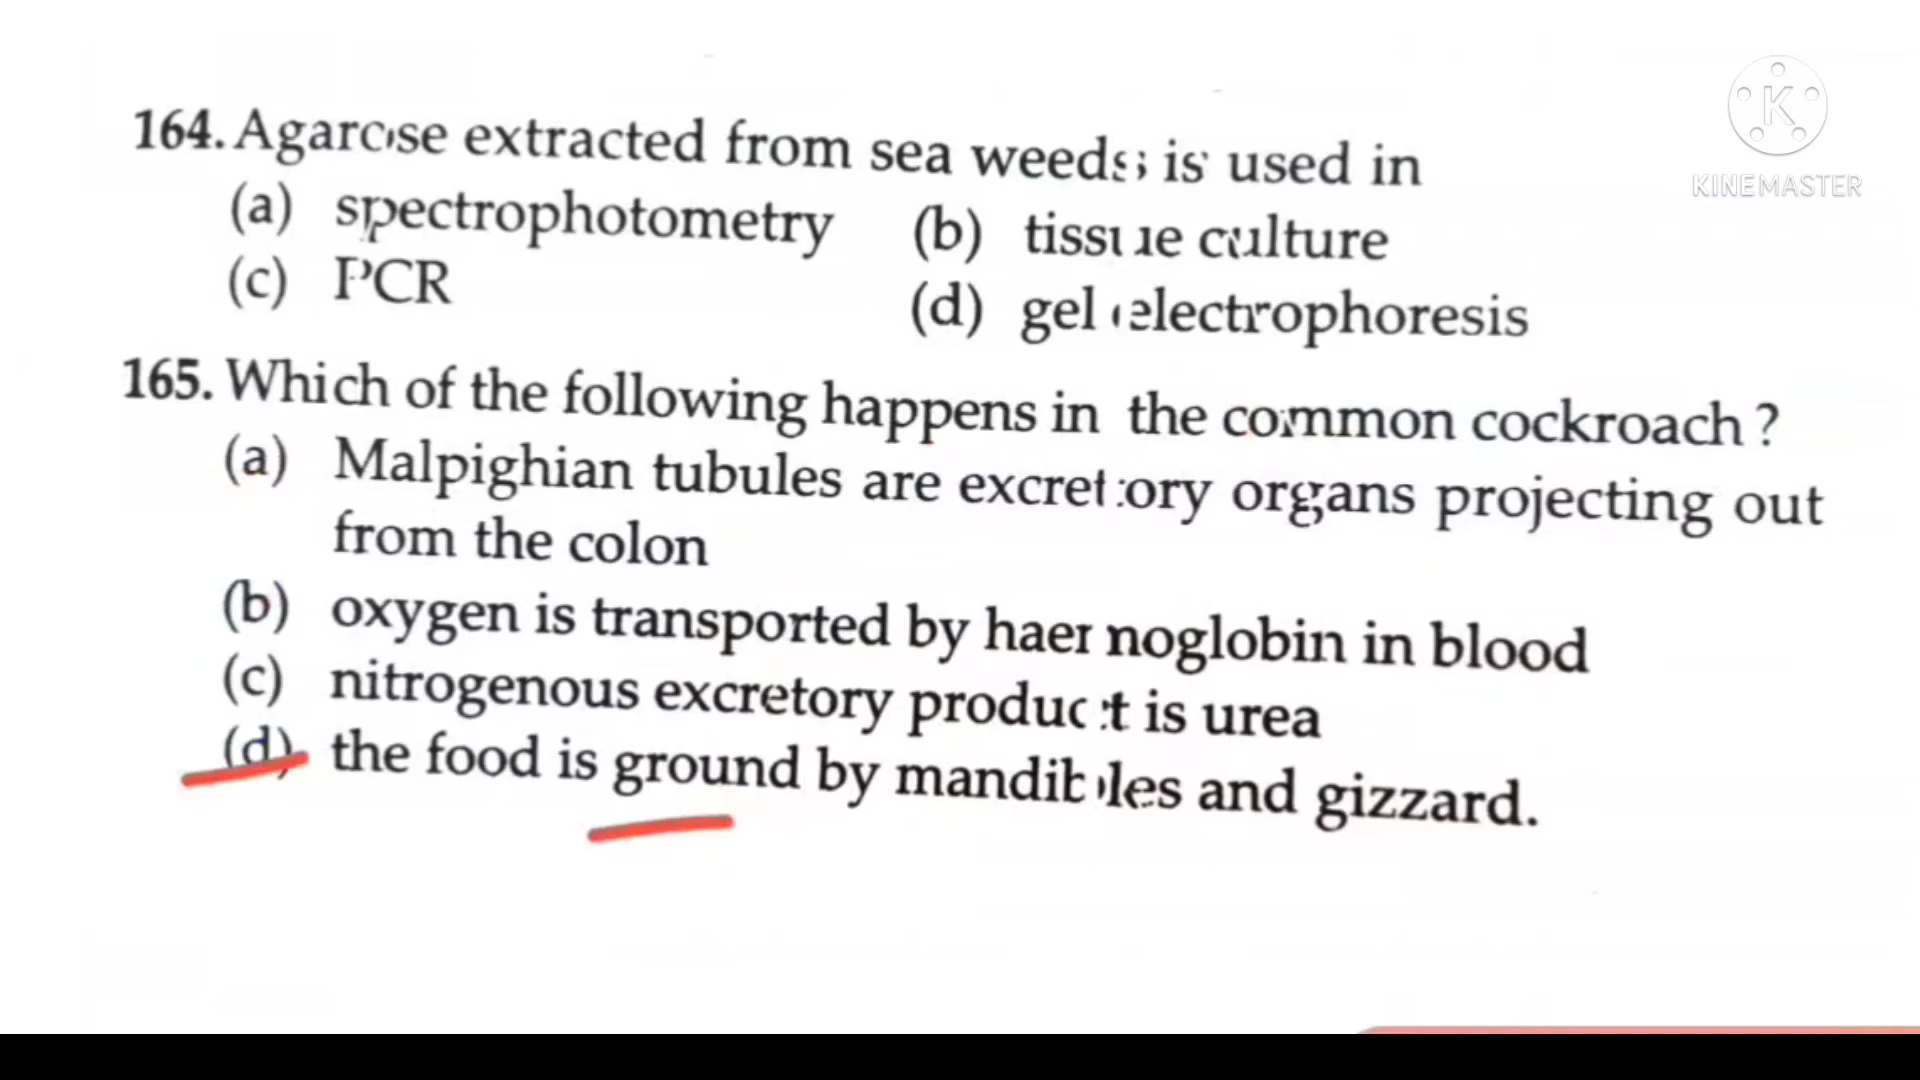 164. Agarose extracted from sea weeds is used in
(a) spectrophotometry (b) tissue culture
(c) PCR (d) gel electrophoresis
165. Which of the following happens in the common cockroach ?
(a) Malpighian tubules are excretory organs projecting out
from the colon
(b) oxygen is transported by haemoglobin in blood
(c) nitrogenous excretory product is urea
(d) the food is ground by mandibles and gizzard.
KINEMASTER